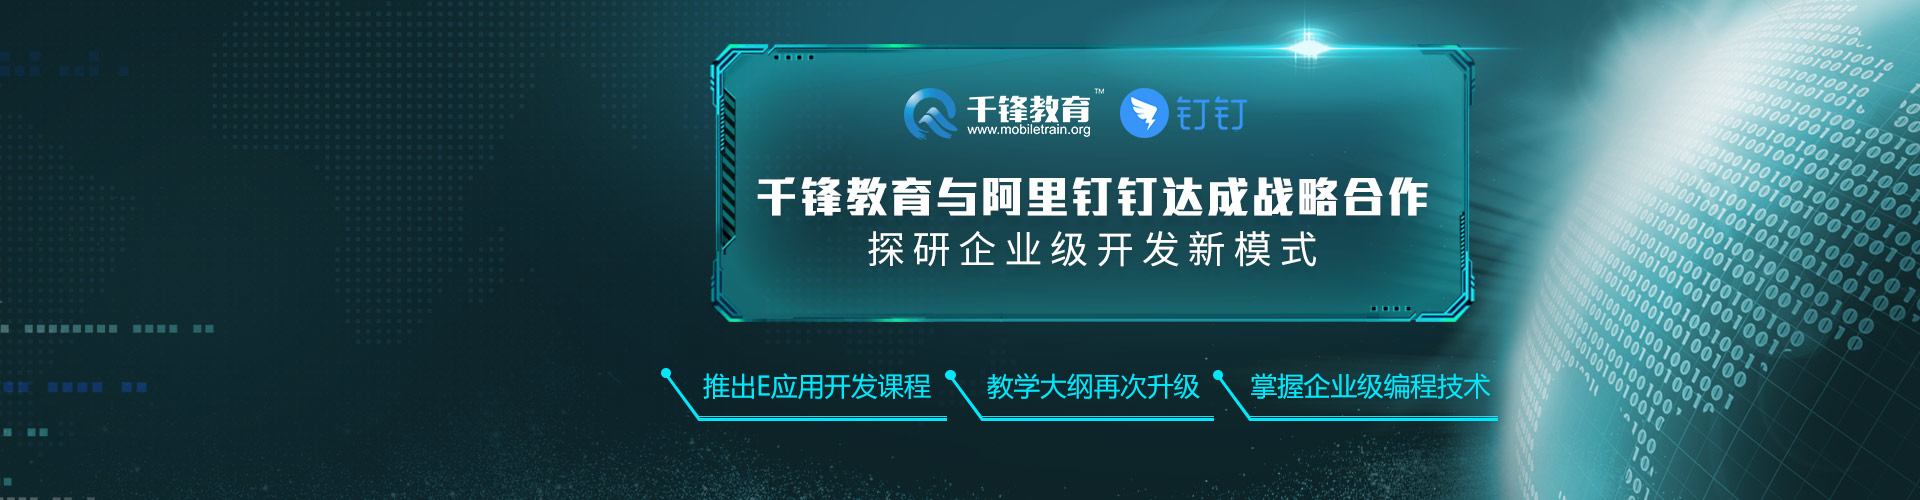 千锋教育™ 钉钉
www.mobiletrain.org
千锋教育与阿里钉钉达成战略合作
探研企业级开发新模式
推出E应用开发课程 教学大纲再次升级 掌握企业级编程技术